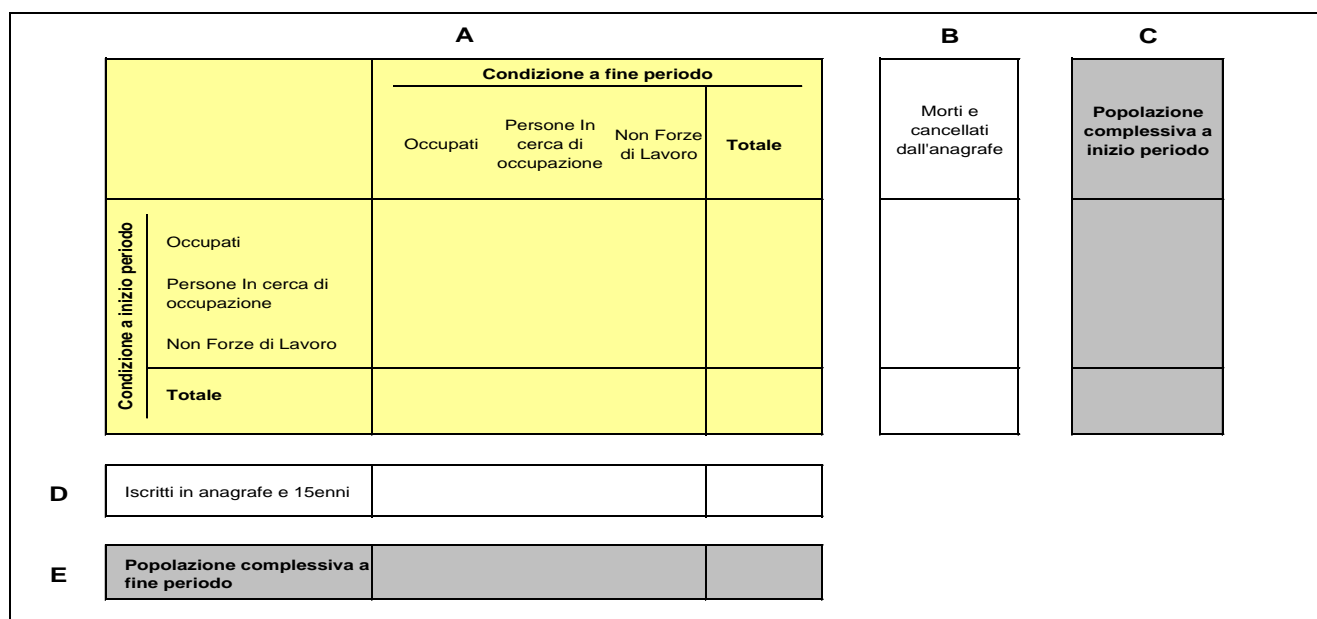 A
B
C
Condizione a fine periodo
Occupati
Persone In
cerca di
occupazione
Non Forze
di Lavoro
Totale
Morti e
cancellati
dall'anagrafe
Popolazione
complessiva a
inizio periodo
Condizione a inizio periodo
Occupati
Persone In cerca di
occupazione
Non Forze di Lavoro
Totale
D
Iscritti in anagrafe e 15enni
E
Popolazione complessiva a
fine periodo